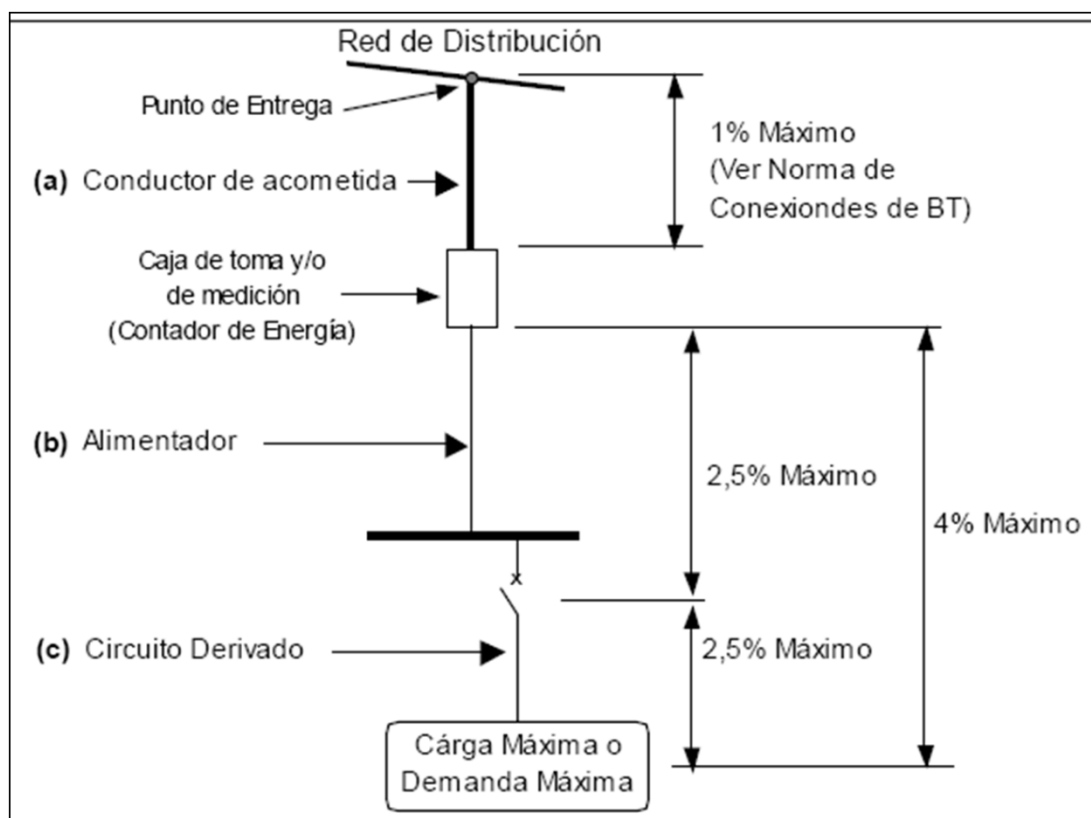 Red de Distribución
Punto de Entrega
1% Máximo
(Ver Norma de
Conexiondes de BT)
(a) Conductor de acometida
Caja de toma y/o
de medición
(Contador de Energía)
(b) Alimentador
2,5% Máximo
4% Máximo
(c) Circuito Derivado
2,5% Máximo
x
Cárga Máxima o
Demanda Máxima